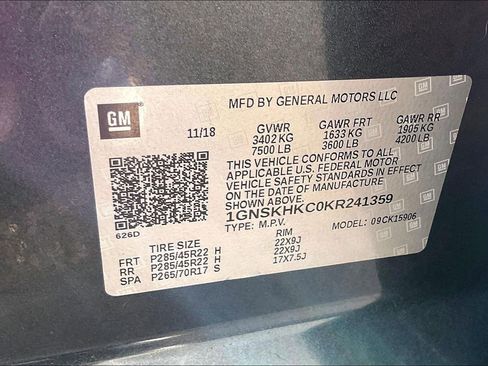 MFD BY GENERAL MOTORS LLC
GM
11/18 GVWR GAWR FRT GAWR RR
3402 KG 1633 KG 1905 KG
7500 LB 3600 LB 4200 LB
THIS VEHICLE CONFORMS TO ALL
APPLICABLE U.S. FEDERAL MOTOR
VEHICLE SAFETY STANDARDS IN EFFECT
ON THE DATE OF MANUFACTURE
SHOWN ABOVE.
1GNSKHKC0KR241359
626D
TYPE: M.P.V. MODEL: 09CK15906
TIRE SIZE RIM
FRT P285/45R22 H 22X9J
RR P285/45R22 H 22X9J
SPA P265/70R17 S 17X7.5J